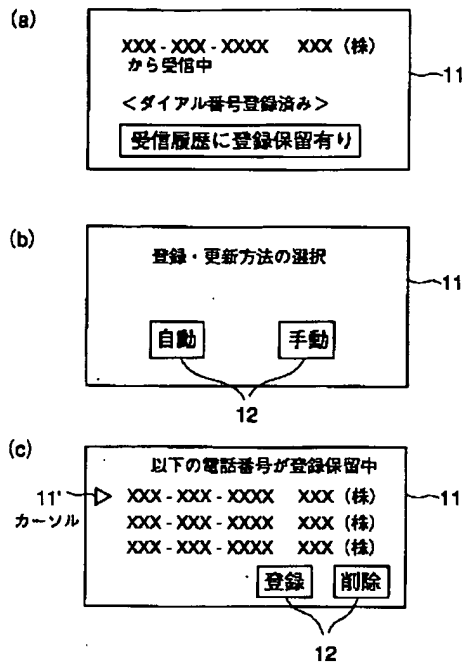 (a)
XXX-XXX-XXXX XXX (株)
から受信中
11
<ダイアル番号登録済み>
受信履歴に登録保留有り
(b)
登録・更新方法の選択
11
自動 手動
12
(c)
以下の電話番号が登録保留中
11' XXX-XXX-XXXX XXX (株) 11
カーソル XXX-XXX-XXXX XXX (株)
XXX-XXX-XXXX XXX (株)
登録 削除
12